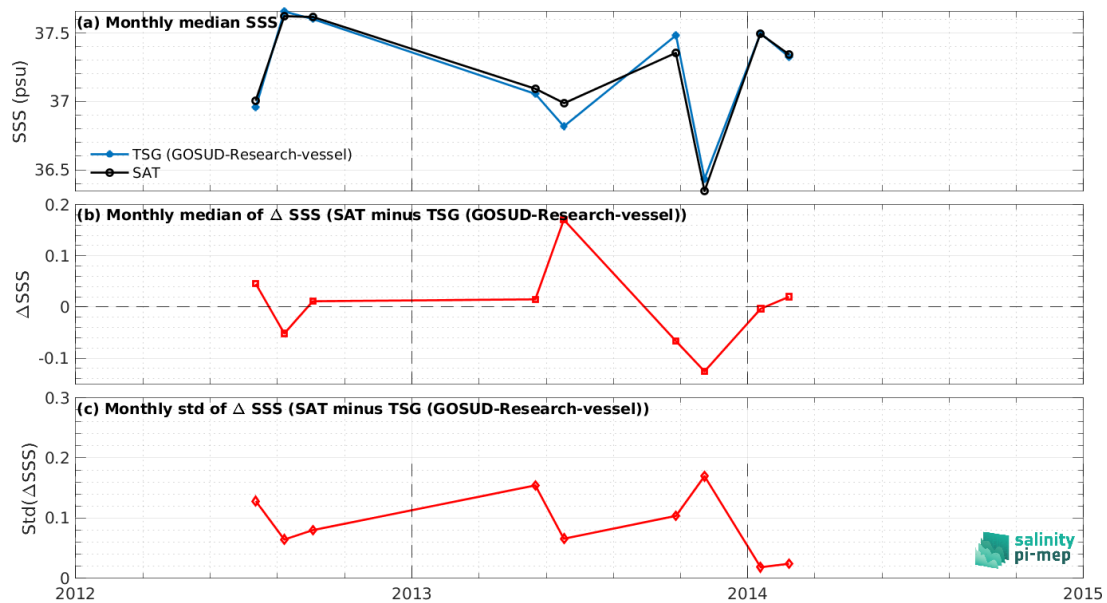 (a) Monthly median SSS
37.5
37
36.5
SSS (psu)
TSG (GOSUD-Research-vessel)
SAT
(b) Monthly median of Δ SSS (SAT minus TSG (GOSUD-Research-vessel))
0.2
0.1
0
-0.1
ΔSSS
(c) Monthly std of Δ SSS (SAT minus TSG (GOSUD-Research-vessel))
0.3
0.2
0.1
0
Std(ΔSSS)
salinity
pi-mep
2012
2013
2014
2015